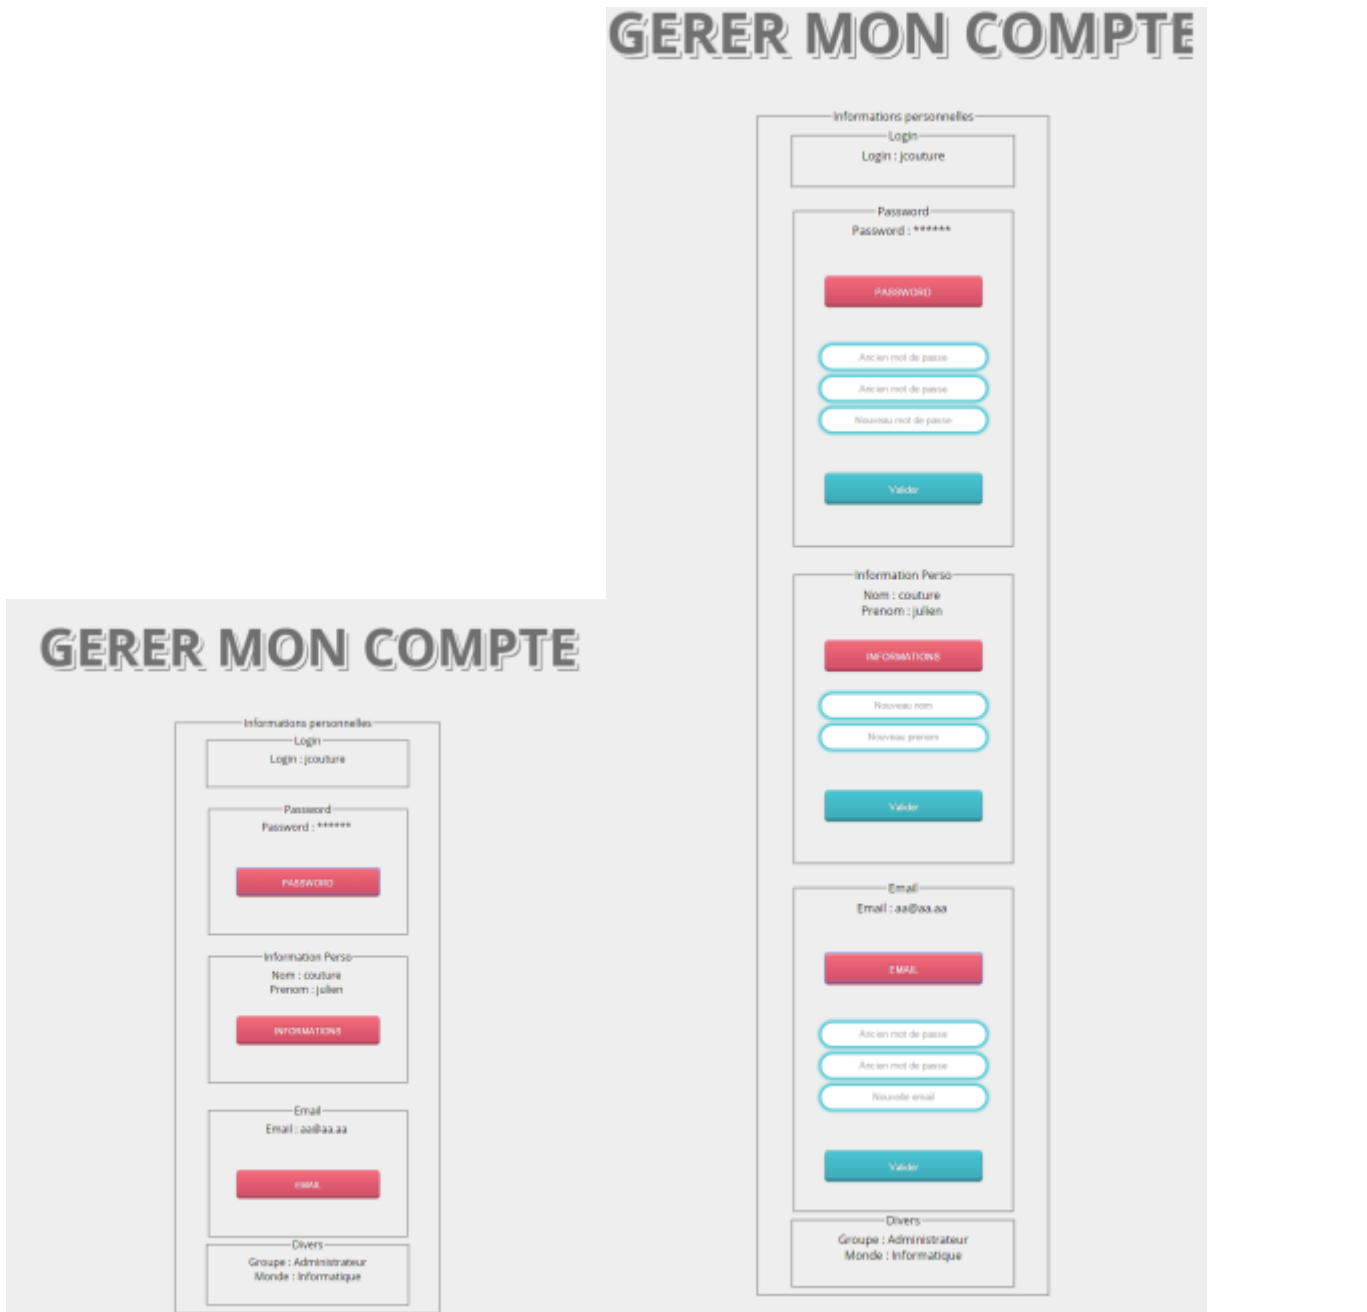 GERER MON COMPTE
Informations personnelles
Login
Login : jcouture
Password
Password : ******
PASSWORD
Information Perso
Nom : couture
Prenom : julien
INFORMATIONS
Email
Email : aa@aa.aa
EMAIL
Divers
Groupe : Administrateur
Monde : Informatique
GERER MON COMPTE
Informations personnelles
Login
Login : jcouture
Password
Password : ******
PASSWORD
Ancien mot de passe
Ancien mot de passe
Nouveau mot de passe
Valider
Information Perso
Nom : couture
Prenom : julien
INFORMATIONS
Nouveau nom
Nouveau prenom
Valider
Email
Email : aa@aa.aa
EMAIL
Ancien mot de passe
Ancien mot de passe
Nouvelle email
Valider
Divers
Groupe : Administrateur
Monde : Informatique